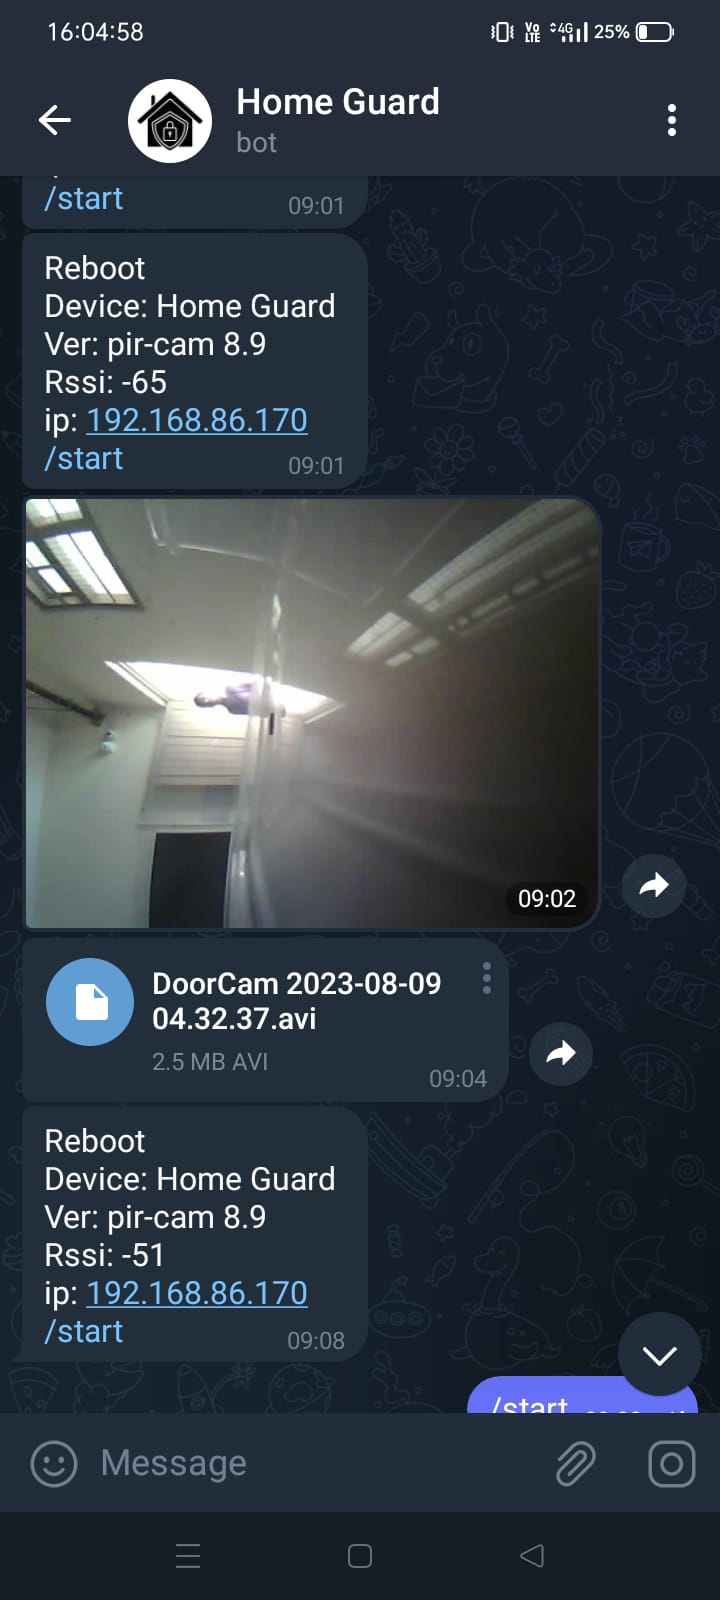 16:04:58
Vo LTE 4G 25%
Home Guard
bot
/start 09:01
Reboot
Device: Home Guard
Ver: pir-cam 8.9
Rssi: -65
ip: 192.168.86.170
/start 09:01
09:02
DoorCam 2023-08-09
04.32.37.avi
2.5 MB AVI
09:04
Reboot
Device: Home Guard
Ver: pir-cam 8.9
Rssi: -51
ip: 192.168.86.170
/start 09:08
/start
Message